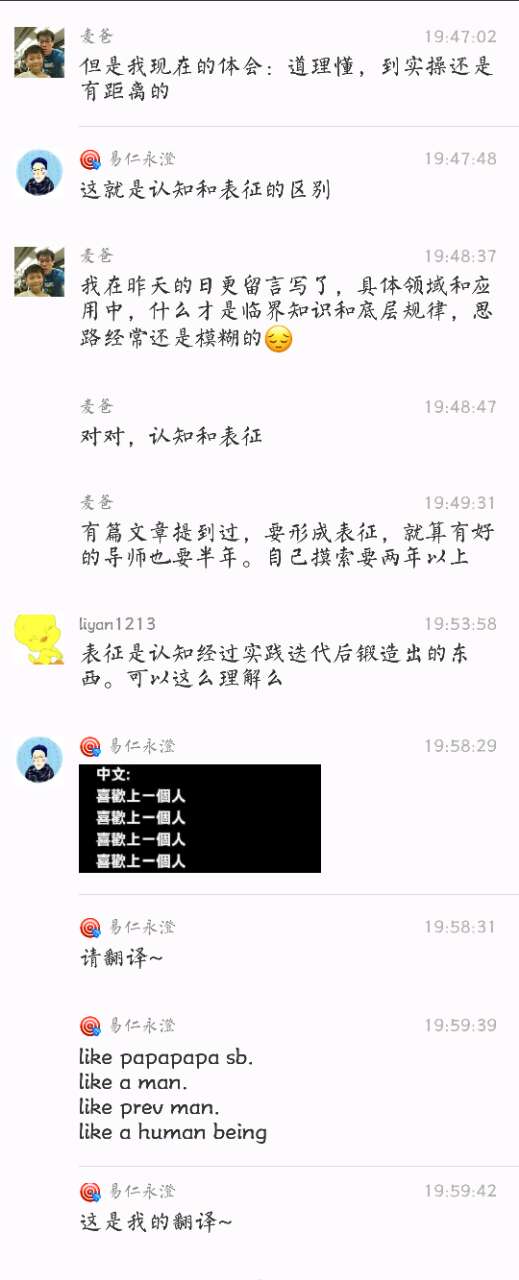 麦爸 19:47:02
但是我现在的体会：道理懂，到实操还是
有距离的
易仁永澄 19:47:48
这就是认知和表征的区别
麦爸 19:48:37
我在昨天的日更留言写了，具体领域和应
用中，什么才是临界知识和底层规律，思
路经常还是模糊的😔
麦爸 19:48:47
对对，认知和表征
麦爸 19:49:31
有篇文章提到过，要形成表征，就算有好
的导师也要半年。自己摸索要两年以上
liyan1213 19:53:58
表征是认知经过实践迭代后锻造出的东
西。可以这么理解么
易仁永澄 19:58:29
中文:
喜歡上一個人
喜歡上一個人
喜歡上一個人
喜歡上一個人
易仁永澄 19:58:31
请翻译~
易仁永澄 19:59:39
like papapapa sb.
like a man.
like prev man.
like a human being
易仁永澄 19:59:42
这是我的翻译~